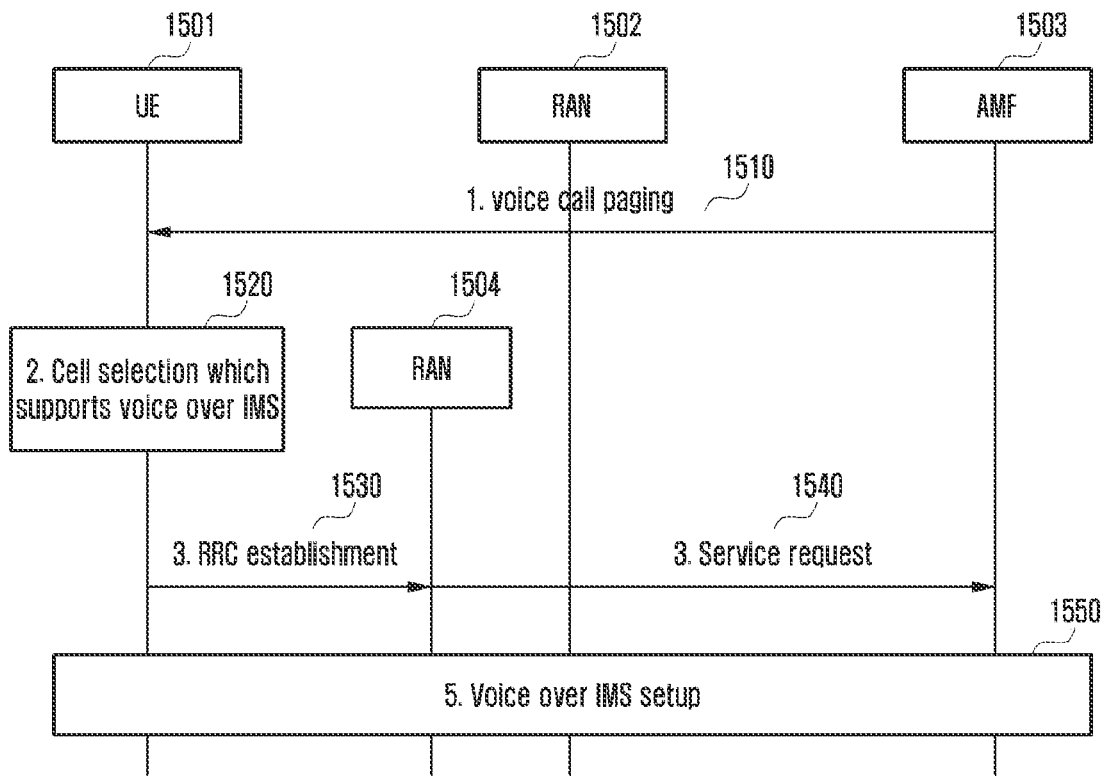 1501
1502
1503
UE
RAN
AMF
1510
1. voice call paging
1520
1504
2. Cell selection which
supports voice over IMS
RAN
1530
1540
3. RRC establishment
3. Service request
1550
5. Voice over IMS setup